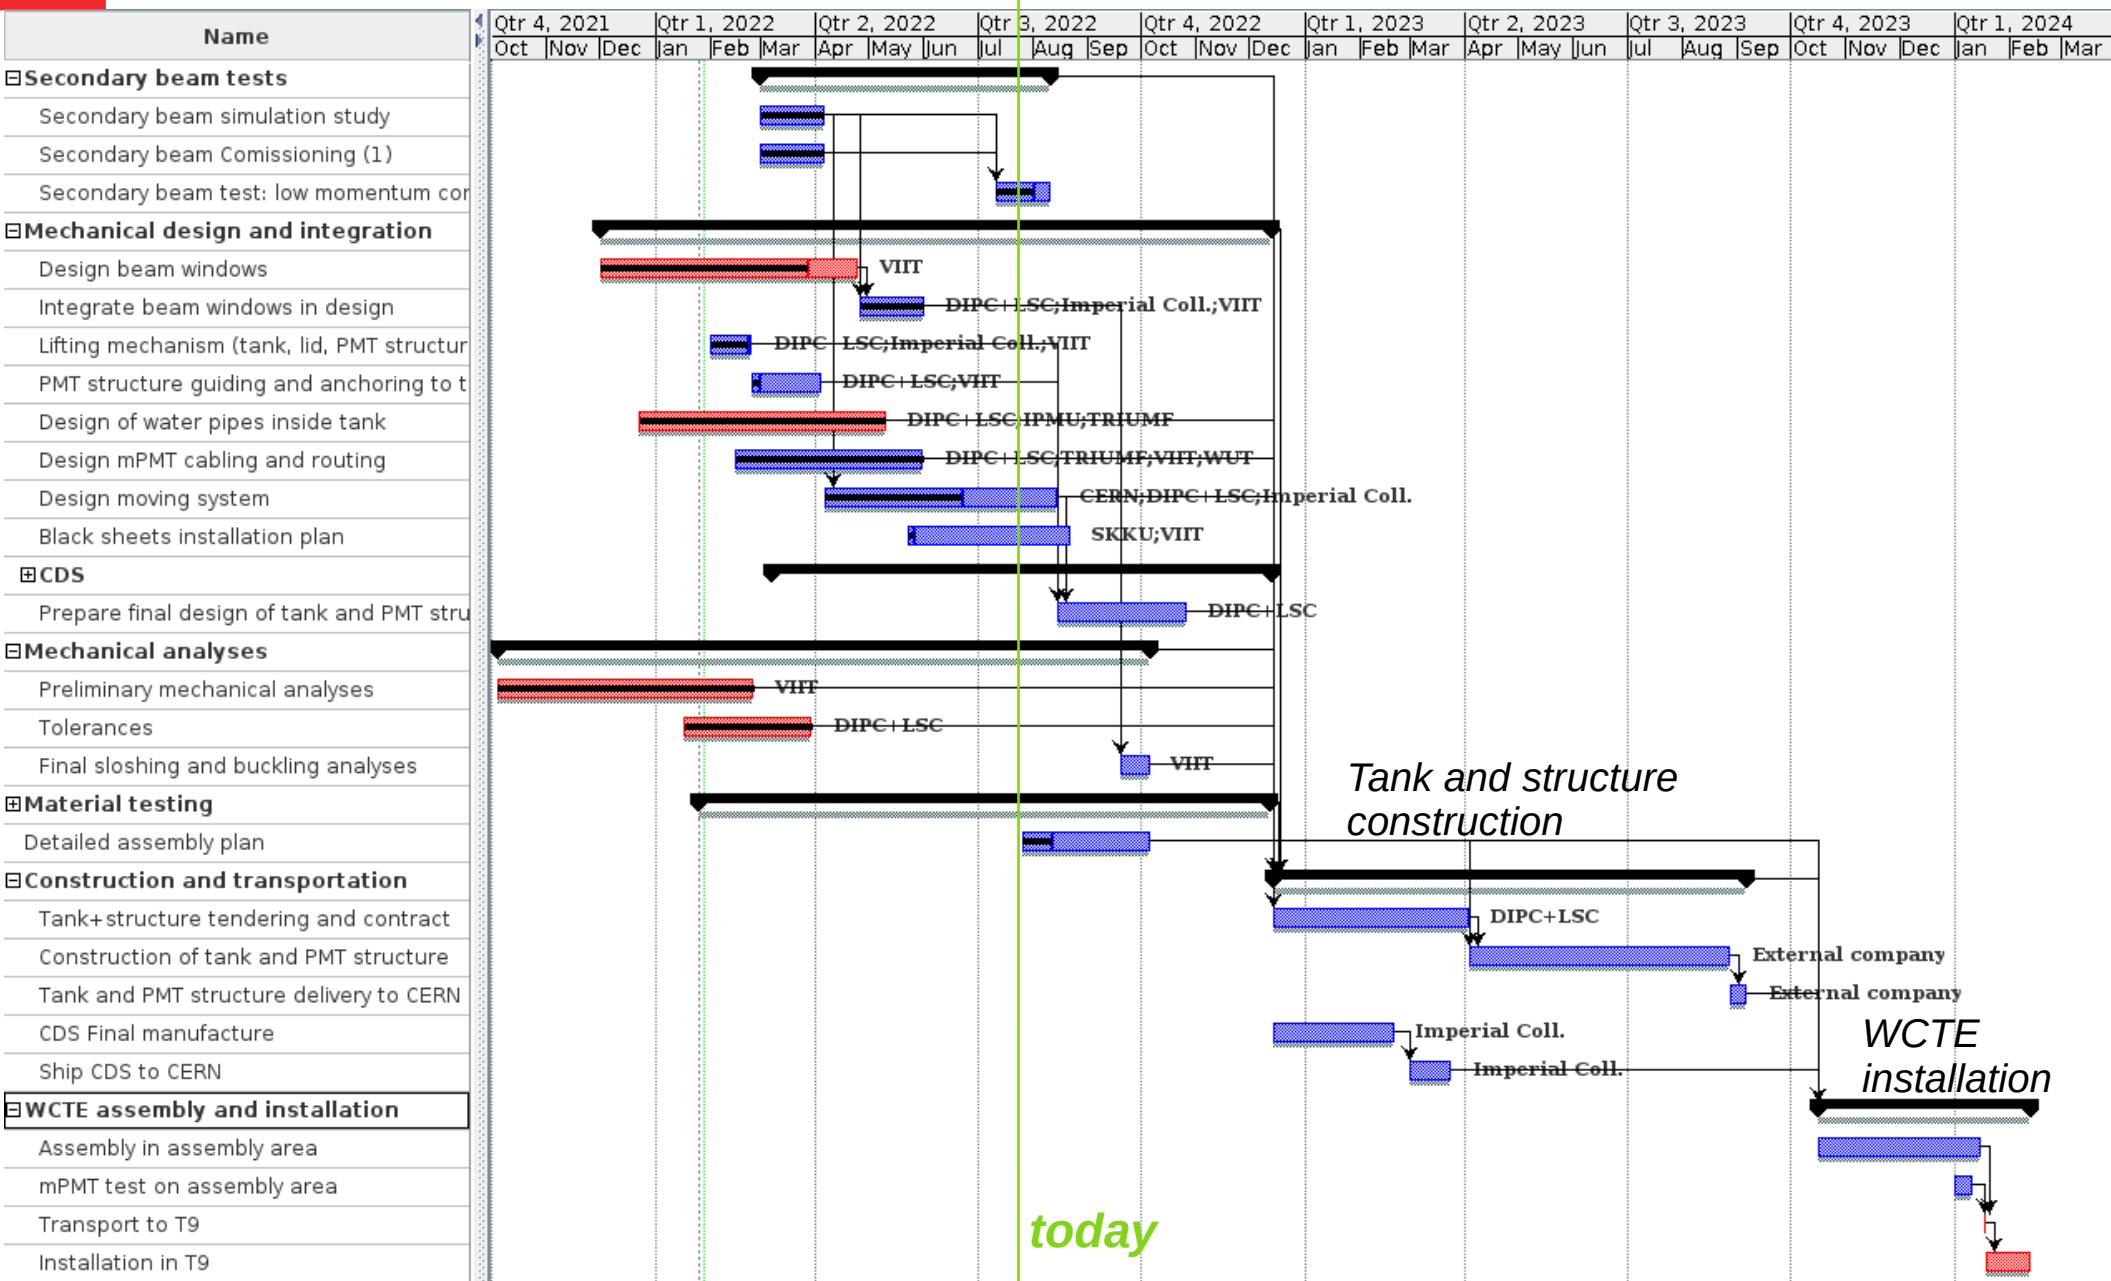 Name
Qtr 4, 2021 Qtr 1, 2022 Qtr 2, 2022 Qtr 3, 2022 Qtr 4, 2022 Qtr 1, 2023 Qtr 2, 2023 Qtr 3, 2023 Qtr 4, 2023 Qtr 1, 2024
Oct Nov Dec Jan Feb Mar Apr May Jun Jul Aug Sep Oct Nov Dec Jan Feb Mar Apr May Jun Jul Aug Sep Oct Nov Dec Jan Feb Mar
Secondary beam tests
Secondary beam simulation study
Secondary beam Comissioning (1)
Secondary beam test: low momentum cor
Mechanical design and integration
Design beam windows VIIT
Integrate beam windows in design DIPC+LSC;Imperial Coll.;VIIT
Lifting mechanism (tank, lid, PMT structur DIPC+LSC;Imperial Coll.;VIIT
PMT structure guiding and anchoring to t DIPC+LSC;VIIT
Design of water pipes inside tank DIPC+LSC;IPMU;TRIUMF
Design mPMT cabling and routing DIPC+LSC;TRIUMF;VIIT;WUT
Design moving system CERN;DIPC+LSC;Imperial Coll.
Black sheets installation plan SKKU;VIIT
CDS
Prepare final design of tank and PMT stru DIPC+LSC
Mechanical analyses
Preliminary mechanical analyses VIIT
Tolerances DIPC+LSC
Final sloshing and buckling analyses VIIT
Tank and structure
construction
Material testing
Detailed assembly plan
Construction and transportation
Tank+structure tendering and contract DIPC+LSC
Construction of tank and PMT structure External company
Tank and PMT structure delivery to CERN External company
CDS Final manufacture Imperial Coll.
Ship CDS to CERN Imperial Coll.
WCTE
installation
WCTE assembly and installation
Assembly in assembly area
mPMT test on assembly area
Transport to T9
today
Installation in T9